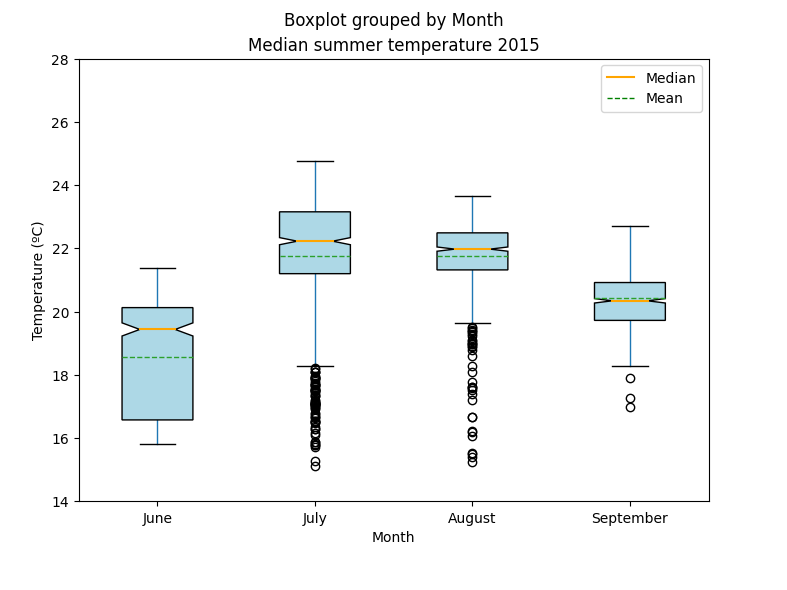 Boxplot grouped by Month
Median summer temperature 2015
Median
Mean
Temperature (ºC)
28
26
24
22
20
18
16
14
June July August September
Month